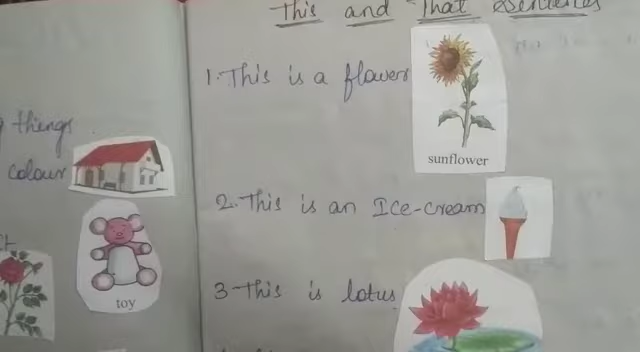 This and That Sentences
1. This is a flower
sunflower
things
colour
2. This is an Ice-cream
toy
3 This is lotus